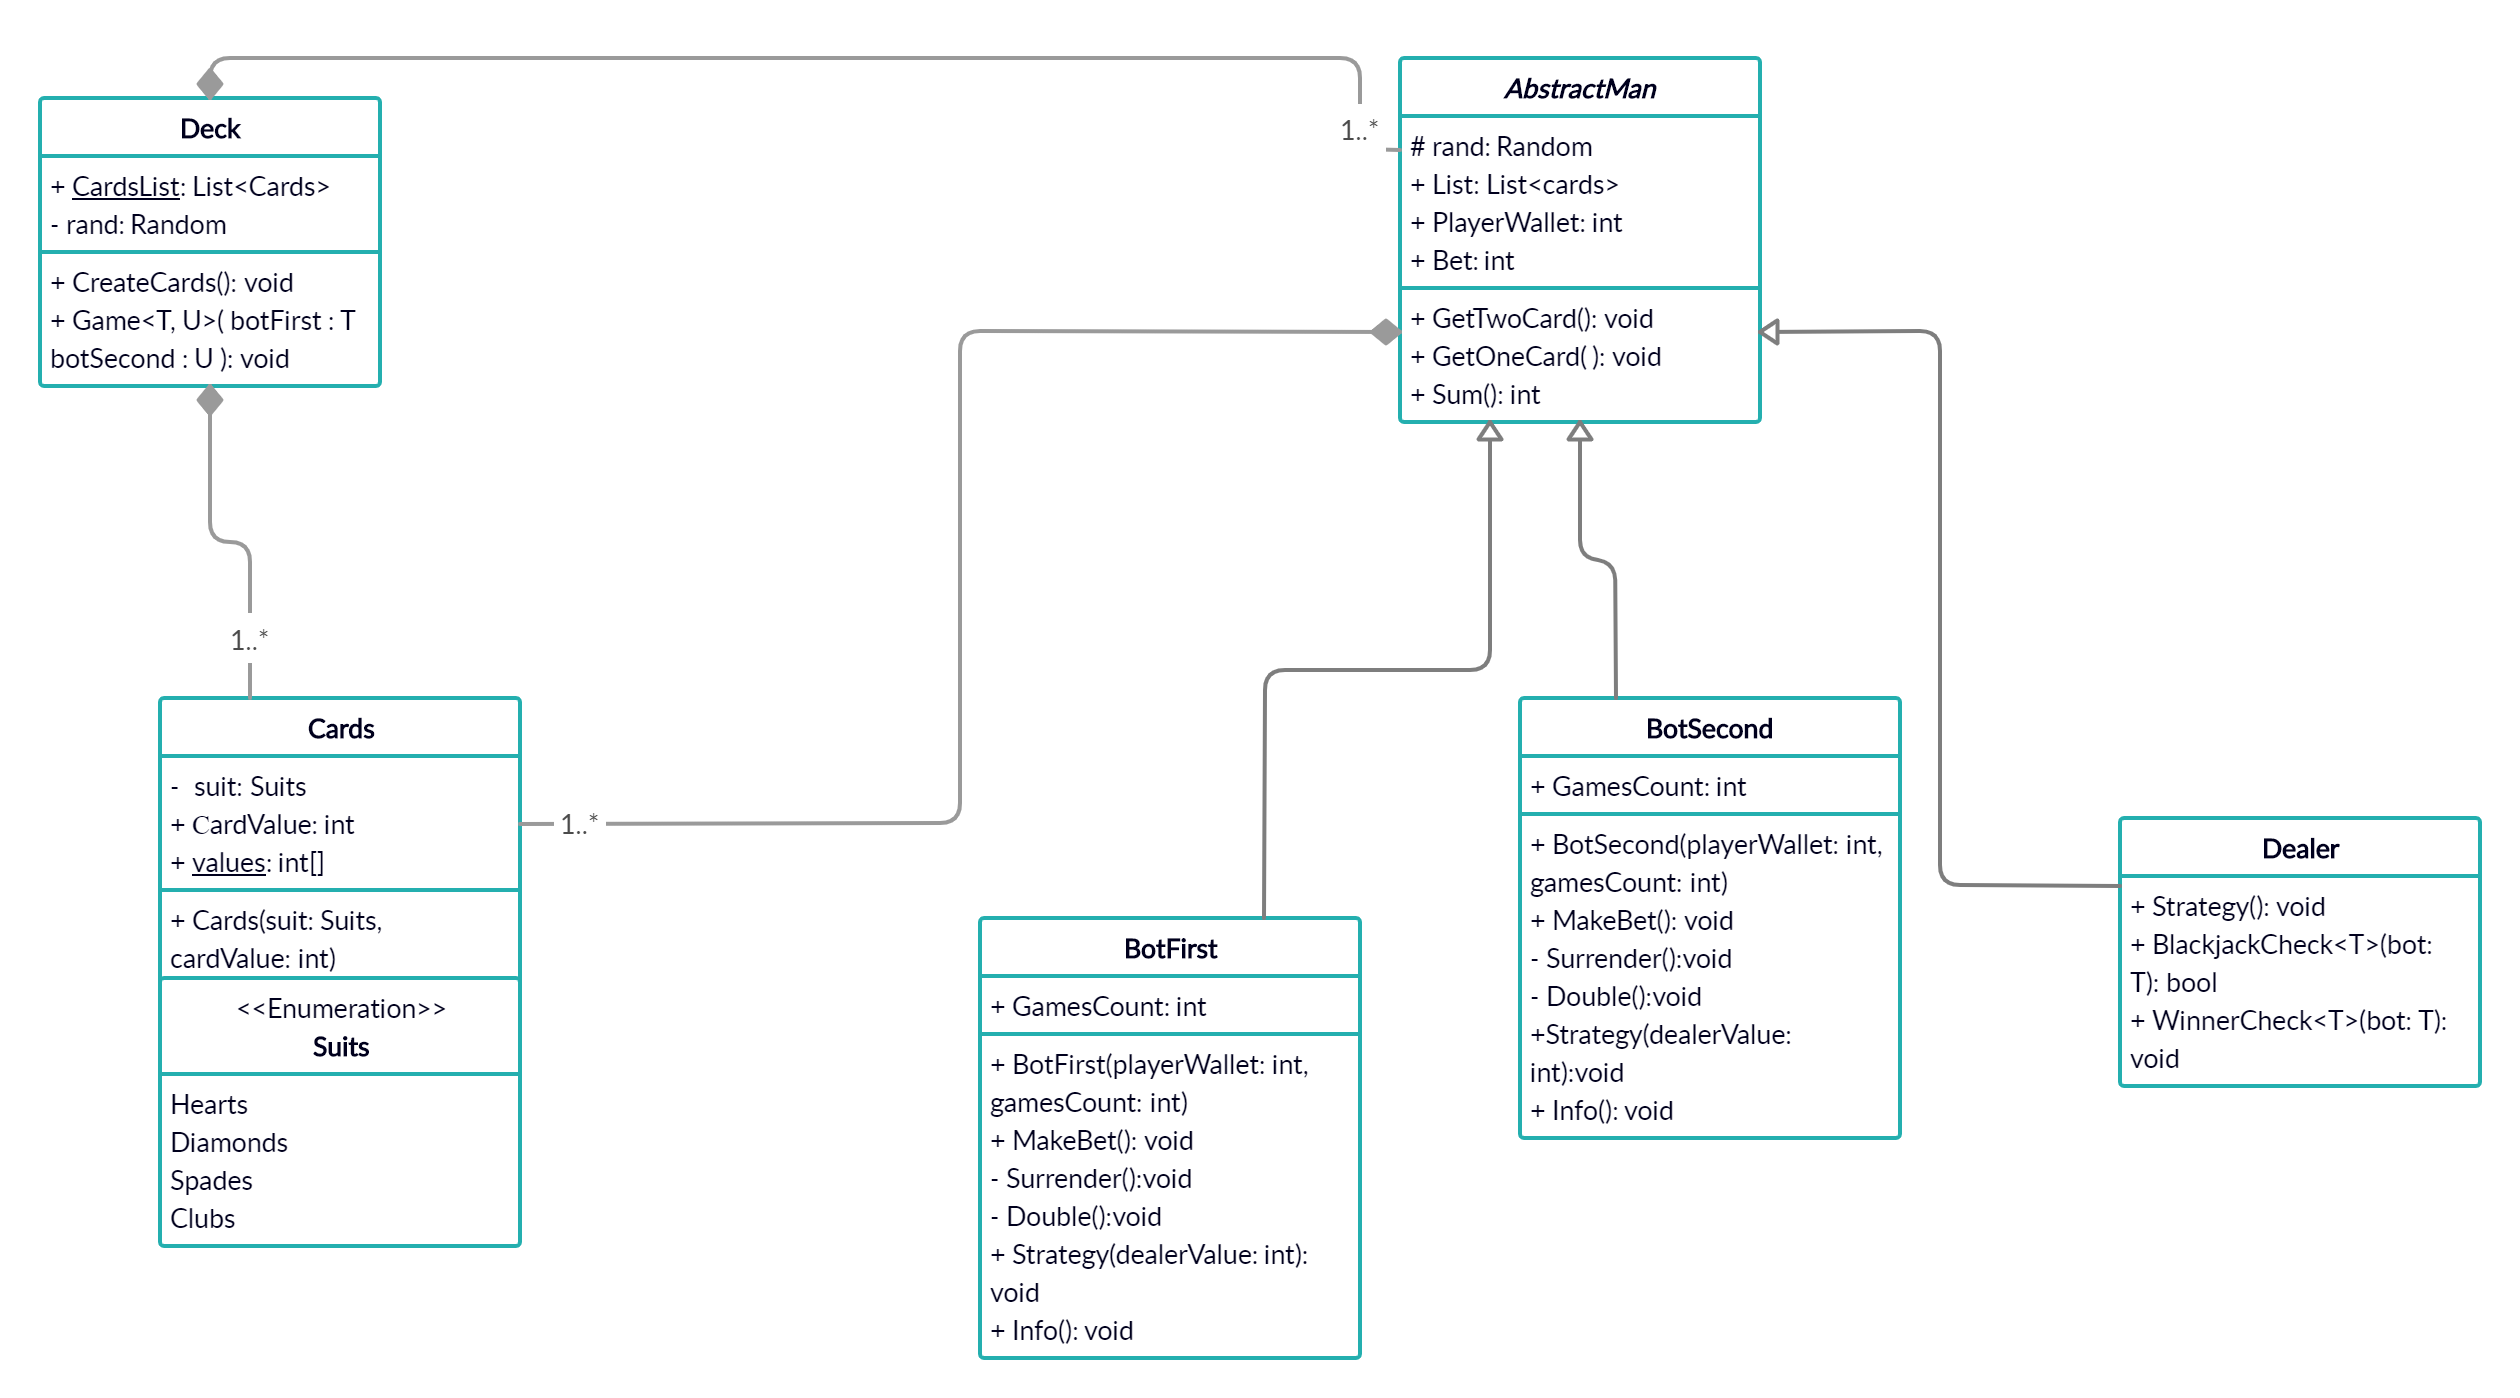 Deck
+ CardsList: List<Cards>
- rand: Random
+ CreateCards(): void
+ Game<T, U>( botFirst : T
botSecond : U ): void
1..*
AbstractMan
# rand: Random
+ List: List<cards>
+ PlayerWallet: int
+ Bet: int
+ GetTwoCard(): void
+ GetOneCard( ): void
+ Sum(): int
1..*
Cards
- suit: Suits
+ CardValue: int
+ values: int[]
+ Cards(suit: Suits,
cardValue: int)
<<Enumeration>>
Suits
Hearts
Diamonds
Spades
Clubs
1..*
BotFirst
+ GamesCount: int
+ BotFirst(playerWallet: int,
gamesCount: int)
+ MakeBet(): void
- Surrender():void
- Double():void
+ Strategy(dealerValue: int):
void
+ Info(): void
BotSecond
+ GamesCount: int
+ BotSecond(playerWallet: int,
gamesCount: int)
+ MakeBet(): void
- Surrender():void
- Double():void
+Strategy(dealerValue:
int):void
+ Info(): void
Dealer
+ Strategy(): void
+ BlackjackCheck<T>(bot:
T): bool
+ WinnerCheck<T>(bot: T):
void